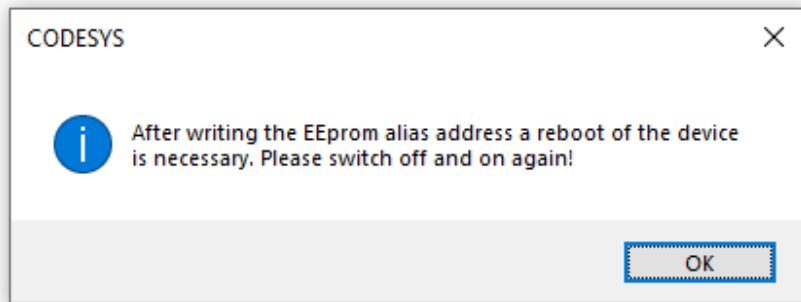 CODESYS
After writing the EEprom alias address a reboot of the device
is necessary. Please switch off and on again!
OK